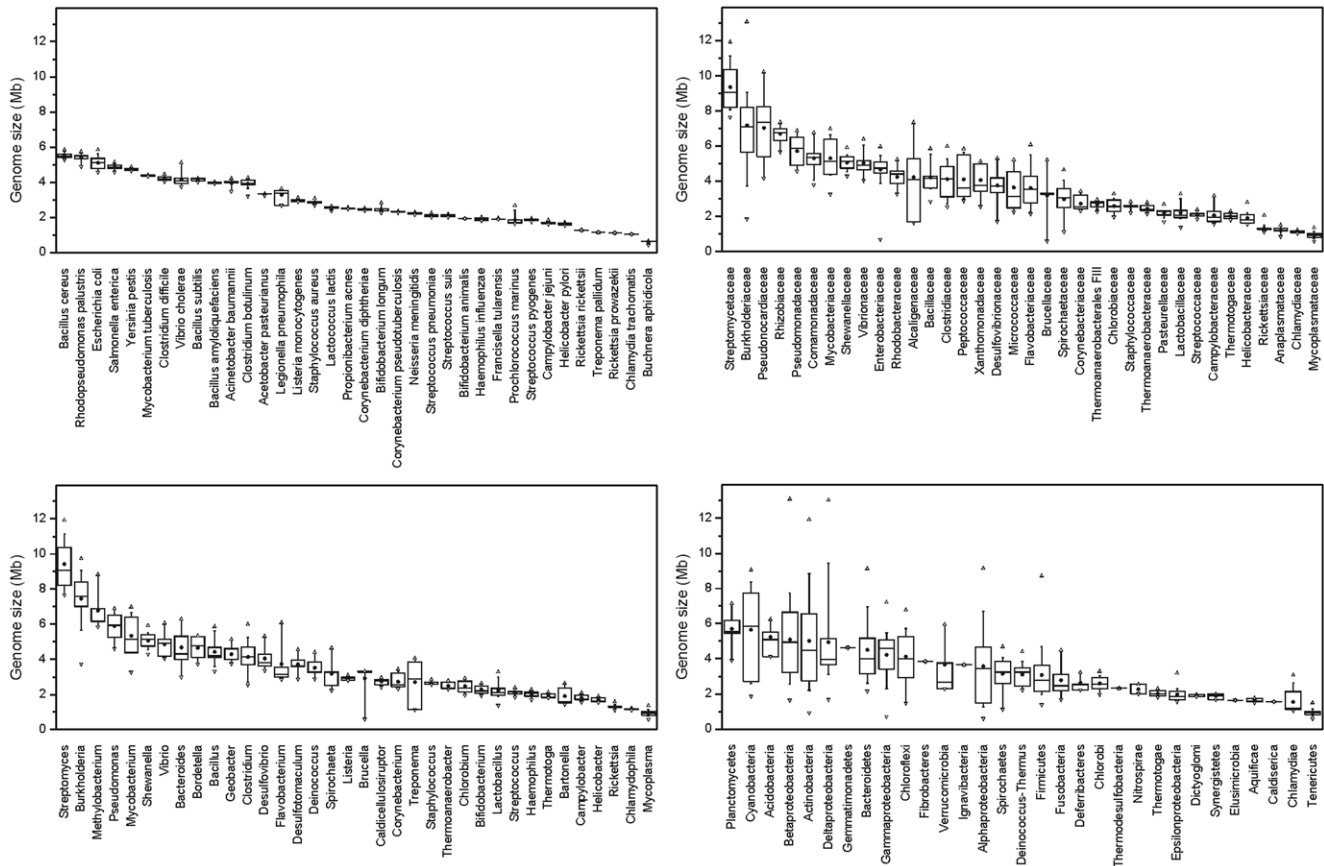 Genome size (Mb)
12
10
8
6
4
2
0
Bacillus cereus
Rhodopseudomonas palustris
Escherichia coli
Salmonella enterica
Yersinia pestis
Mycobacterium tuberculosis
Clostridium difficile
Vibrio cholerae
Bacillus subtilis
Bacillus amyloliquefaciens
Acinetobacter baumannii
Clostridium botulinum
Acetobacter pasteurianus
Legionella pneumophila
Listeria monocytogenes
Staphylococcus aureus
Lactococcus lactis
Propionibacterium acnes
Corynebacterium diphtheriae
Bifidobacterium longum
Corynebacterium pseudotuberculosis
Neisseria meningitidis
Streptococcus pneumoniae
Streptococcus suis
Bifidobacterium animalis
Haemophilus influenzae
Francisella tularensis
Prochlorococcus marinus
Streptococcus pyogenes
Campylobacter jejuni
Helicobacter pylori
Rickettsia rickettsii
Treponema pallidum
Rickettsia prowazekii
Chlamydia trachomatis
Buchnera aphidicola
Genome size (Mb)
12
10
8
6
4
2
0
Streptomycetaceae
Burkholderiaceae
Pseudonocardiaceae
Rhizobiaceae
Pseudomonadaceae
Comamonadaceae
Mycobacteriaceae
Shewanellaceae
Vibrionaceae
Enterobacteriaceae
Rhodobacteraceae
Alcaligenaceae
Bacillaceae
Clostridiaceae
Peptococcaceae
Xanthomonadaceae
Desulfovibrionaceae
Micrococcaceae
Flavobacteriaceae
Brucellaceae
Spirochaetaceae
Corynebacteriaceae
Thermoanaerobacterales FIII
Chlorobiaceae
Staphylococcaceae
Thermoanaerobacteraceae
Pasteurellaceae
Lactobacillaceae
Streptococcaceae
Campylobacteraceae
Thermotogaceae
Helicobacteraceae
Rickettsiaceae
Anaplasmataceae
Chlamydiaceae
Mycoplasmataceae
Genome size (Mb)
12
10
8
6
4
2
0
Streptomyces
Burkholderia
Methylobacterium
Pseudomonas
Mycobacterium
Shewanella
Vibrio
Bacteroides
Bordetella
Bacillus
Geobacter
Clostridium
Desulfovibrio
Flavobacterium
Desulfotomaculum
Deinococcus
Spirochaeta
Listeria
Brucella
Caldicellulosiruptor
Corynebacterium
Treponema
Staphylococcus
Thermoanaerobacter
Chlorobium
Bifidobacterium
Lactobacillus
Streptococcus
Haemophilus
Thermotoga
Bartonella
Campylobacter
Helicobacter
Rickettsia
Chlamydophila
Mycoplasma
Genome size (Mb)
12
10
8
6
4
2
0
Planctomycetes
Cyanobacteria
Acidobacteria
Betaproteobacteria
Actinobacteria
Deltaproteobacteria
Gemmatimonadetes
Bacteroidetes
Gammaproteobacteria
Chloroflexi
Fibrobacteres
Verrucomicrobia
Ignavibacteria
Alphaproteobacteria
Spirochaetes
Deinococcus-Thermus
Firmicutes
Fusobacteria
Deferribacteres
Chlorobi
Thermodesulfobacteria
Nitrospirae
Thermotogae
Epsilonproteobacteria
Dictyoglomi
Synergistetes
Elusimicrobia
Aquificae
Caldiserica
Chlamydiae
Tenericutes